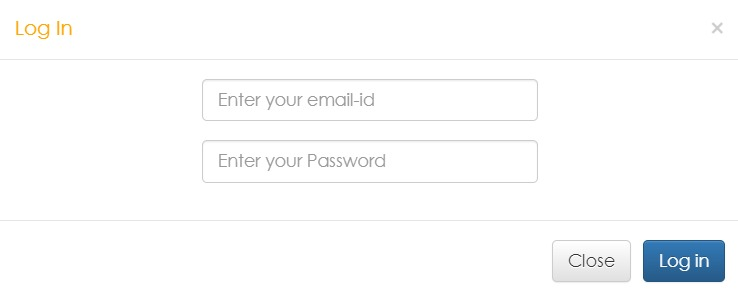 Log In
×
Enter your email-id
Enter your Password
Close Log in